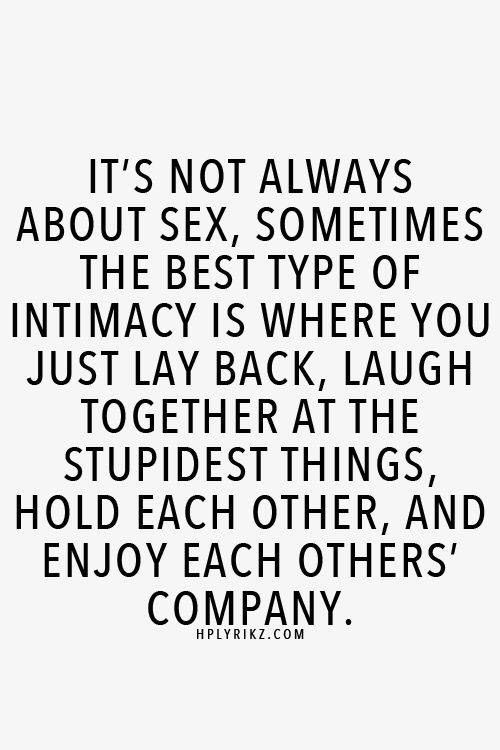 IT'S NOT ALWAYS
ABOUT SEX, SOMETIMES
THE BEST TYPE OF
INTIMACY IS WHERE YOU
JUST LAY BACK, LAUGH
TOGETHER AT THE
STUPIDEST THINGS,
HOLD EACH OTHER, AND
ENJOY EACH OTHERS'
COMPANY.
HPLYRIKZ.COM